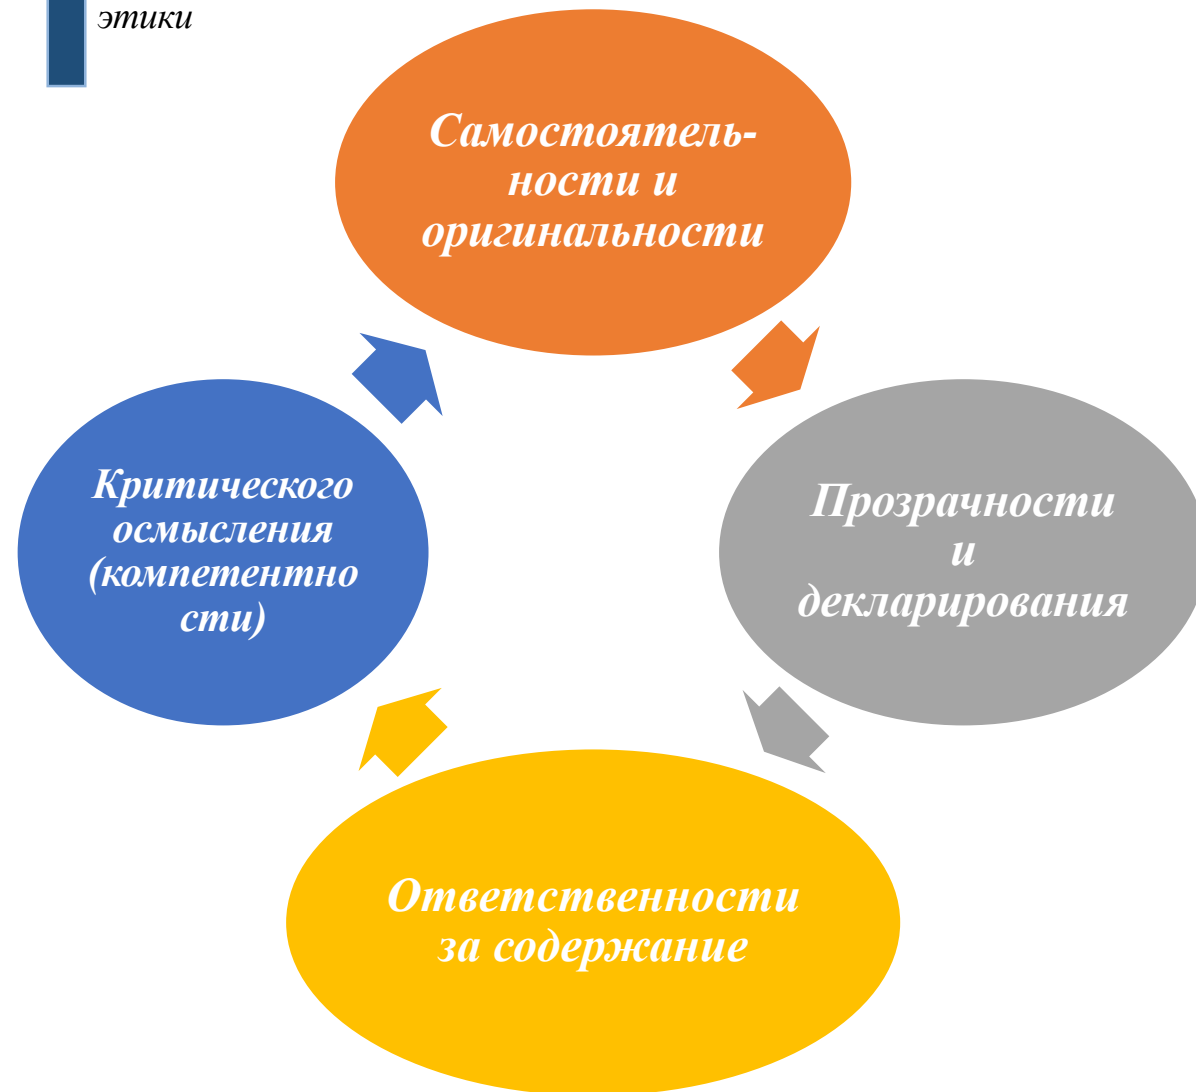 этики
Самостоятель-
ности и
оригинальности
Критического
осмысления
(компетентно
сти)
Прозрачности
и
декларирования
Ответственности
за содержание